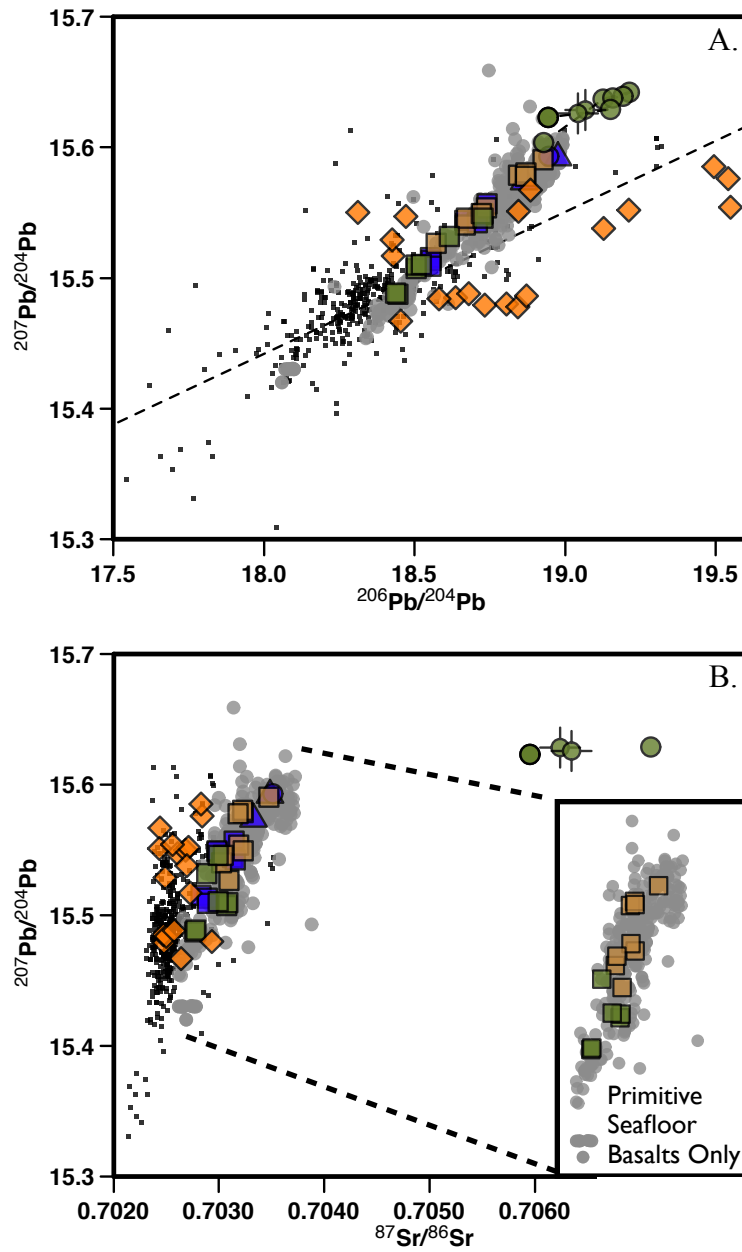 15.7
A.
15.6
15.5
15.4
15.3
207Pb/204Pb
17.5 18.0 18.5 19.0 19.5
206Pb/204Pb
15.7
B.
15.6
15.5
15.4
15.3
207Pb/204Pb
Primitive
Seafloor
Basalts Only
0.7020 0.7030 0.7040 0.7050 0.7060
87Sr/86Sr